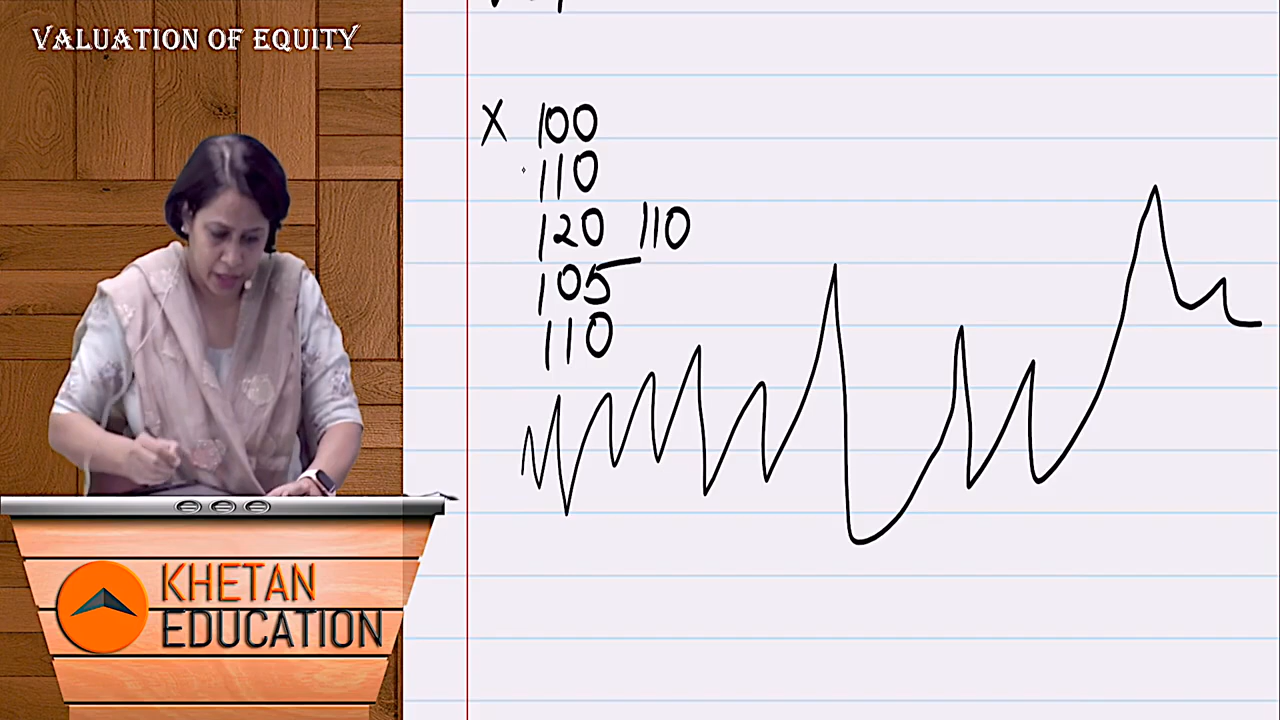 VALUATION OF EQUITY
X 100
110
120 110
105
110
KHETAN
EDUCATION